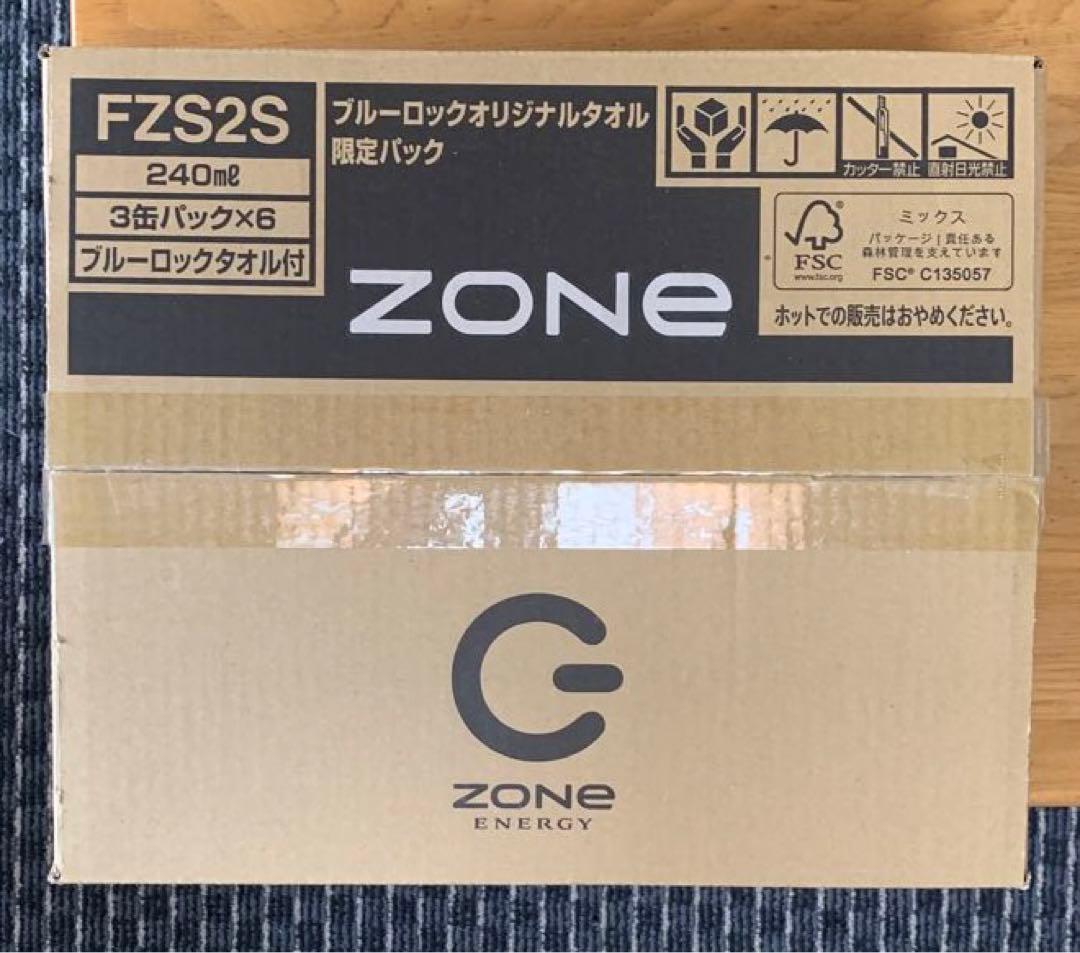 FZS2S
240㎖
3缶パック×6
ブルーロックタオル付
ブルーロックオリジナルタオル
限定パック
カッター禁止
直射日光禁止
FSC®
www.fsc.org
ミックス
パッケージ|責任ある
森林管理を支えています
FSC® C135057
ホットでの販売はおやめください。
ZONe
ZONe
ENERGY